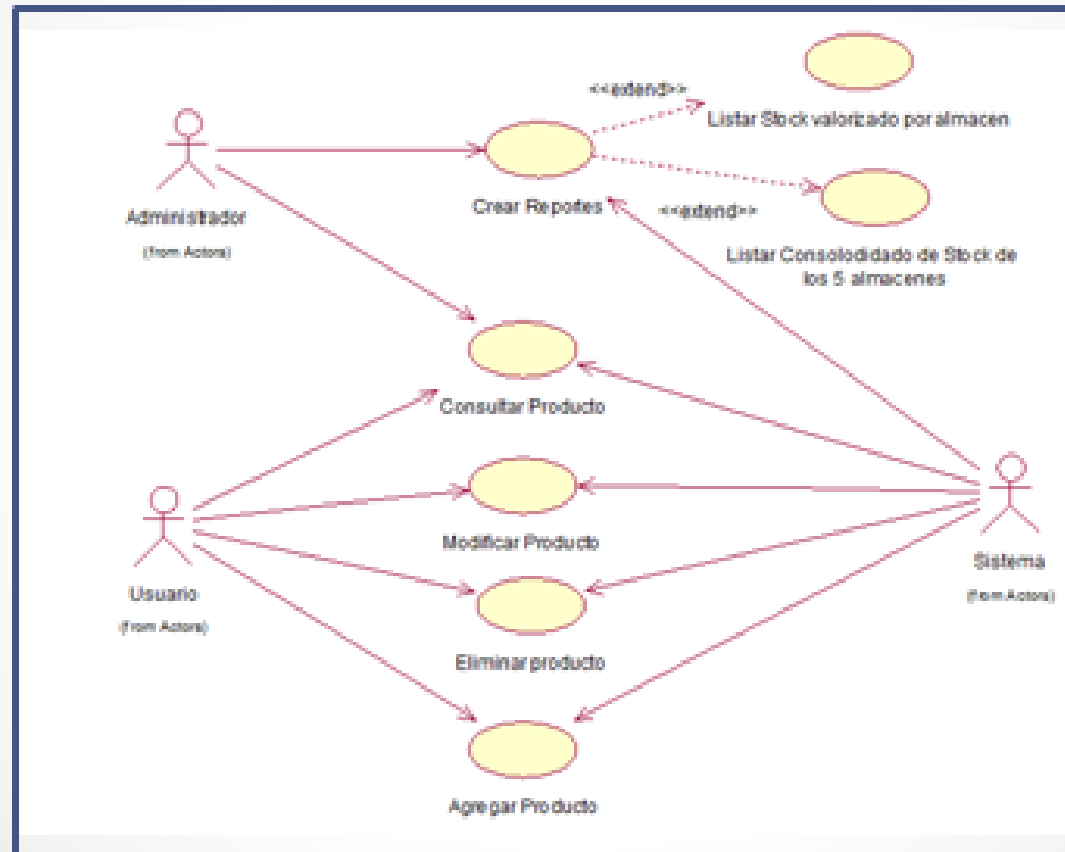 <<extend>>
Listar Stock valorizado por almacen
Crear Reportes
<<extend>>
Administrador
(from Actors)
Listar Consolodidado de Stock de
los 5 almacenes
Consultar Producto
Modificar Producto
Usuario
(from Actors)
Sistema
(from Actors)
Eliminar producto
Agregar Producto